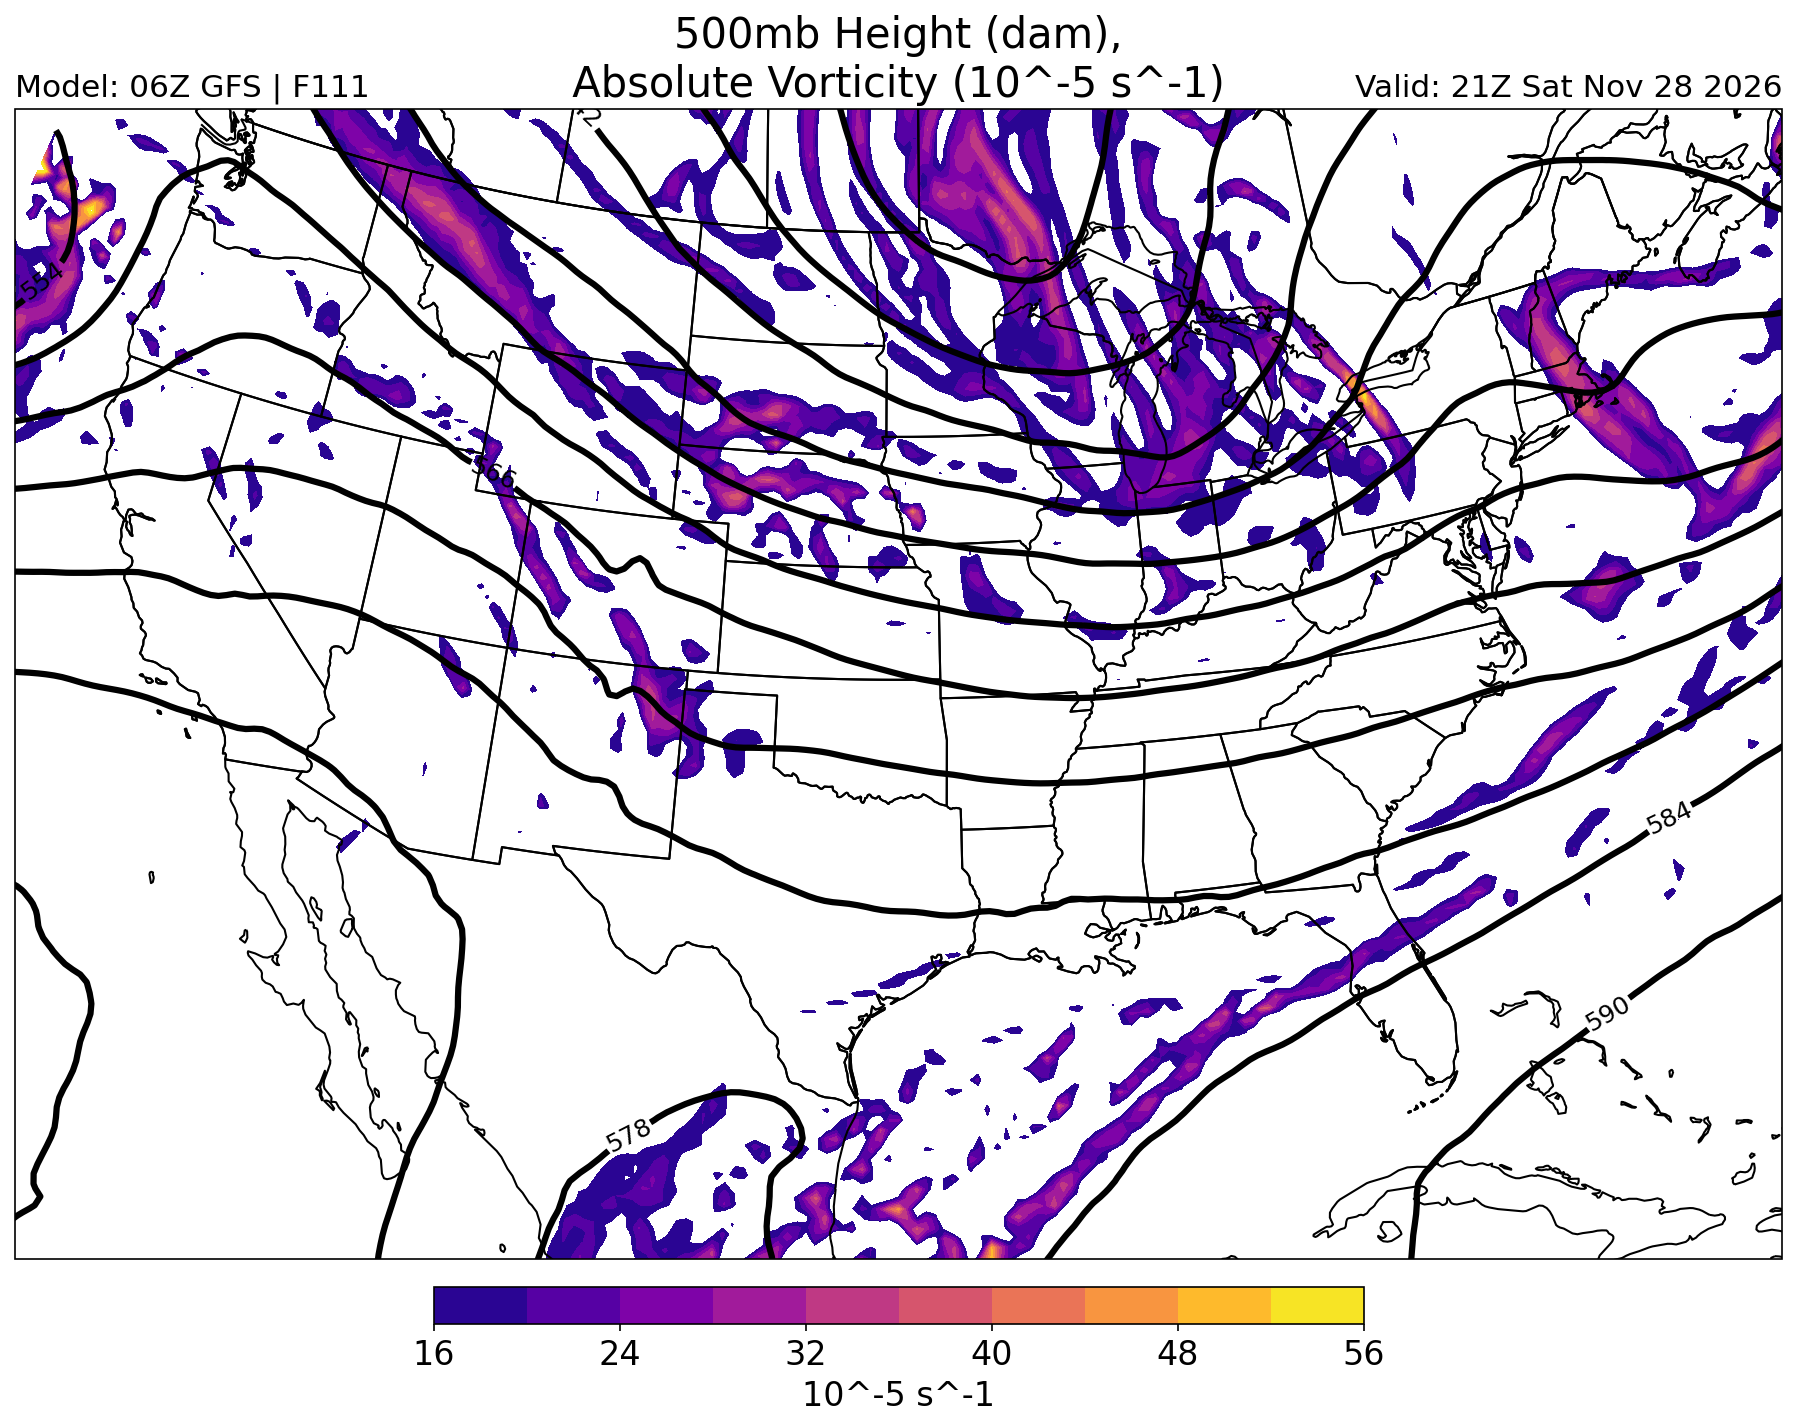 500mb Height (dam),
Absolute Vorticity (10^-5 s^-1)
Model: 06Z GFS | F111
Valid: 21Z Sat Nov 28 2026
554
566
584
590
578
16 24 32 40 48 56
10^-5 s^-1